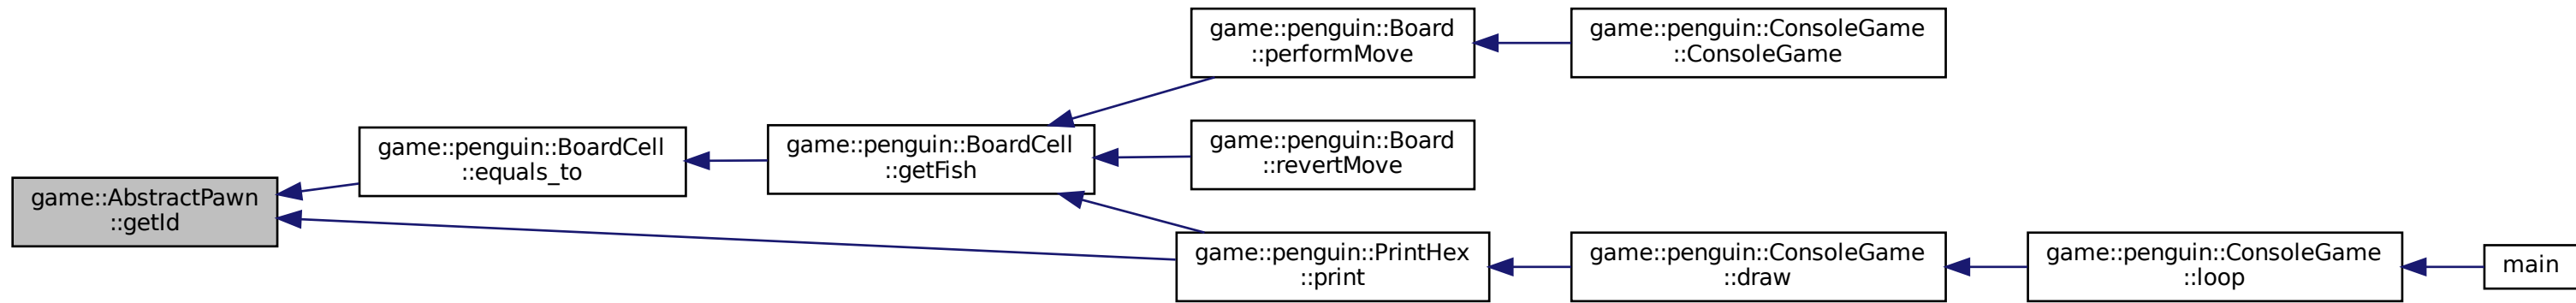 game::AbstractPawn
::getId
game::penguin::BoardCell
::equals_to
game::penguin::BoardCell
::getFish
game::penguin::Board
::performMove
game::penguin::ConsoleGame
::ConsoleGame
game::penguin::Board
::revertMove
game::penguin::PrintHex
::print
game::penguin::ConsoleGame
::draw
game::penguin::ConsoleGame
::loop
main